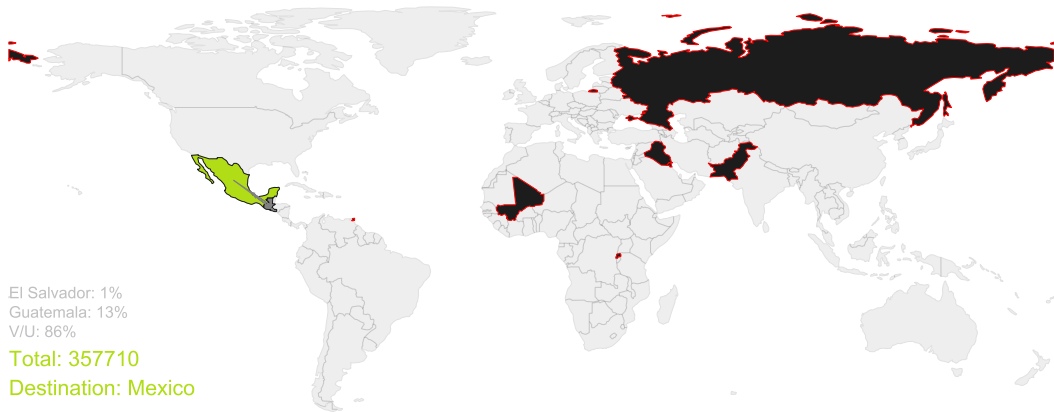 El Salvador: 1%
Guatemala: 13%
V/U: 86%
Total: 357710
Destination: Mexico